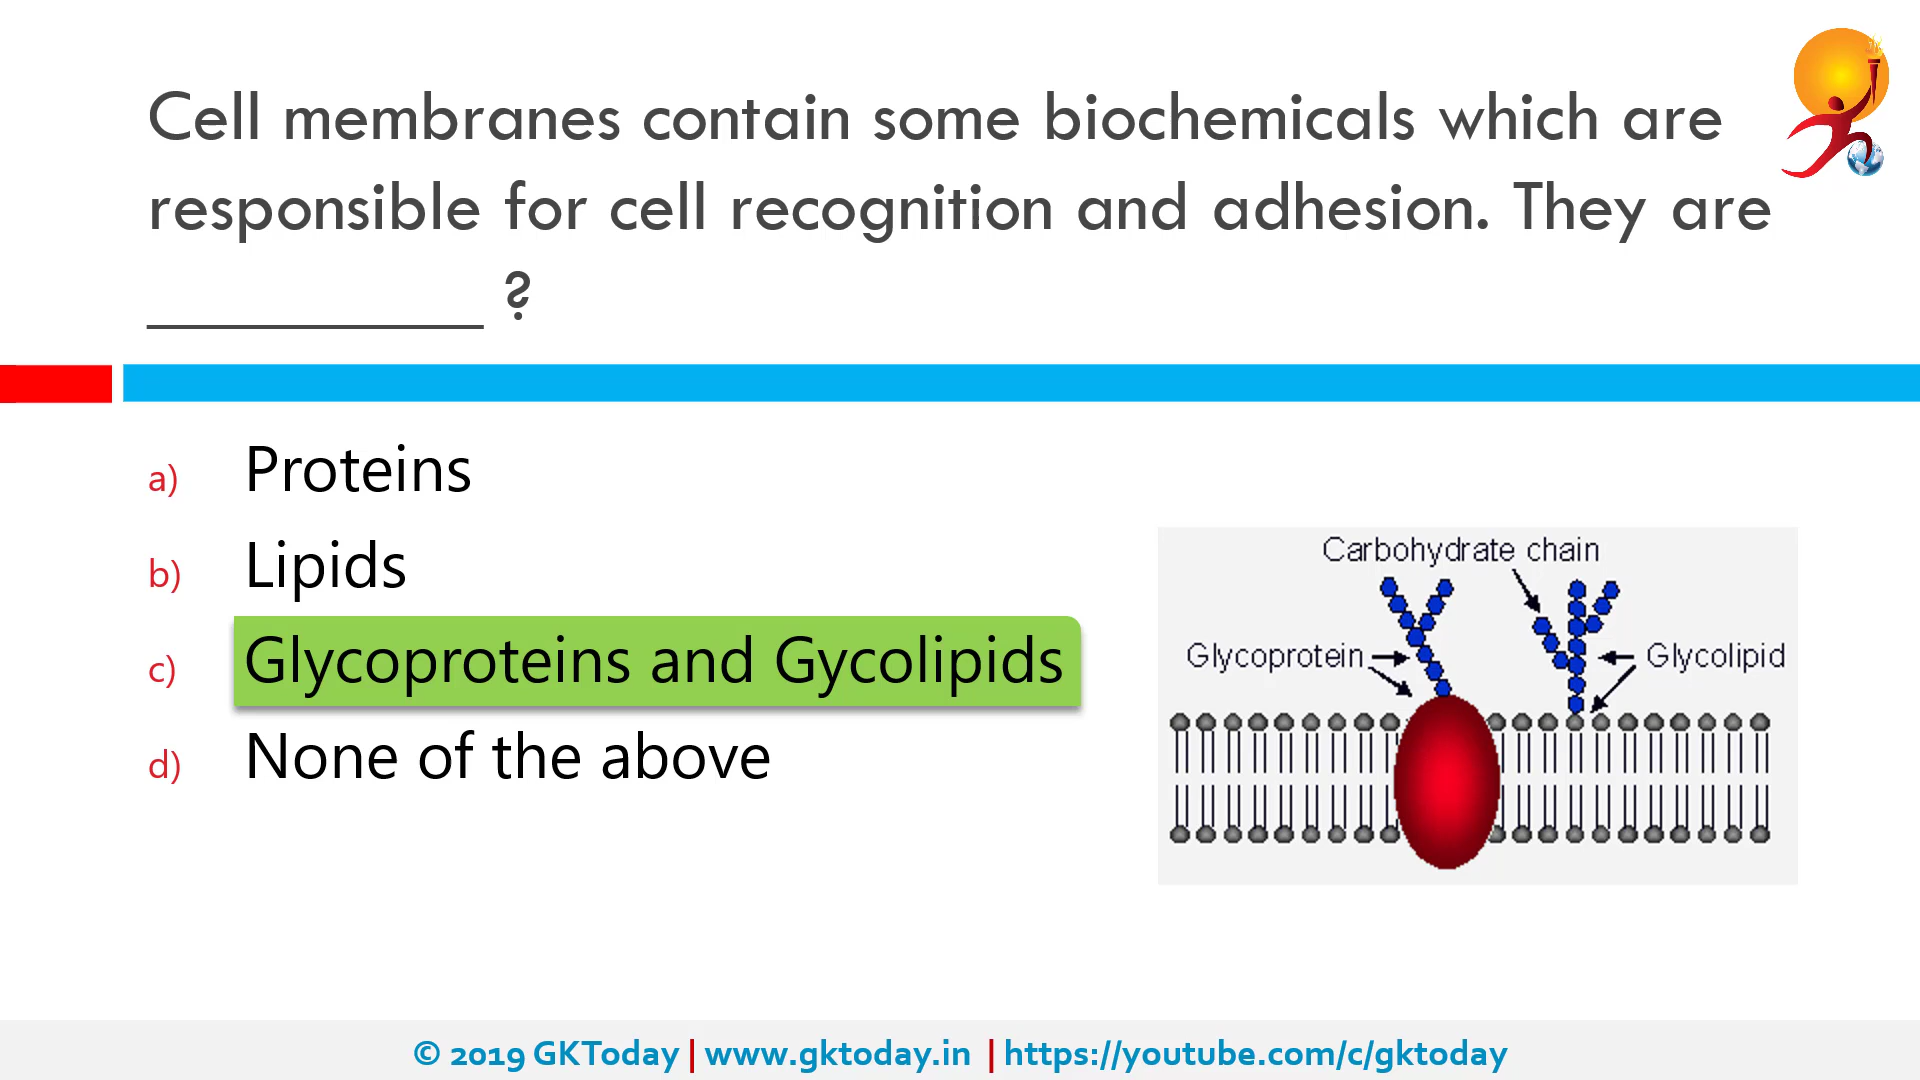 Cell membranes contain some biochemicals which are
responsible for cell recognition and adhesion. They are
__________ ?
a) Proteins
b) Lipids
c) Glycoproteins and Gycolipids
d) None of the above
Carbohydrate chain
Glycoprotein
Glycolipid
© 2019 GKToday | www.gktoday.in | https://youtube.com/c/gktoday